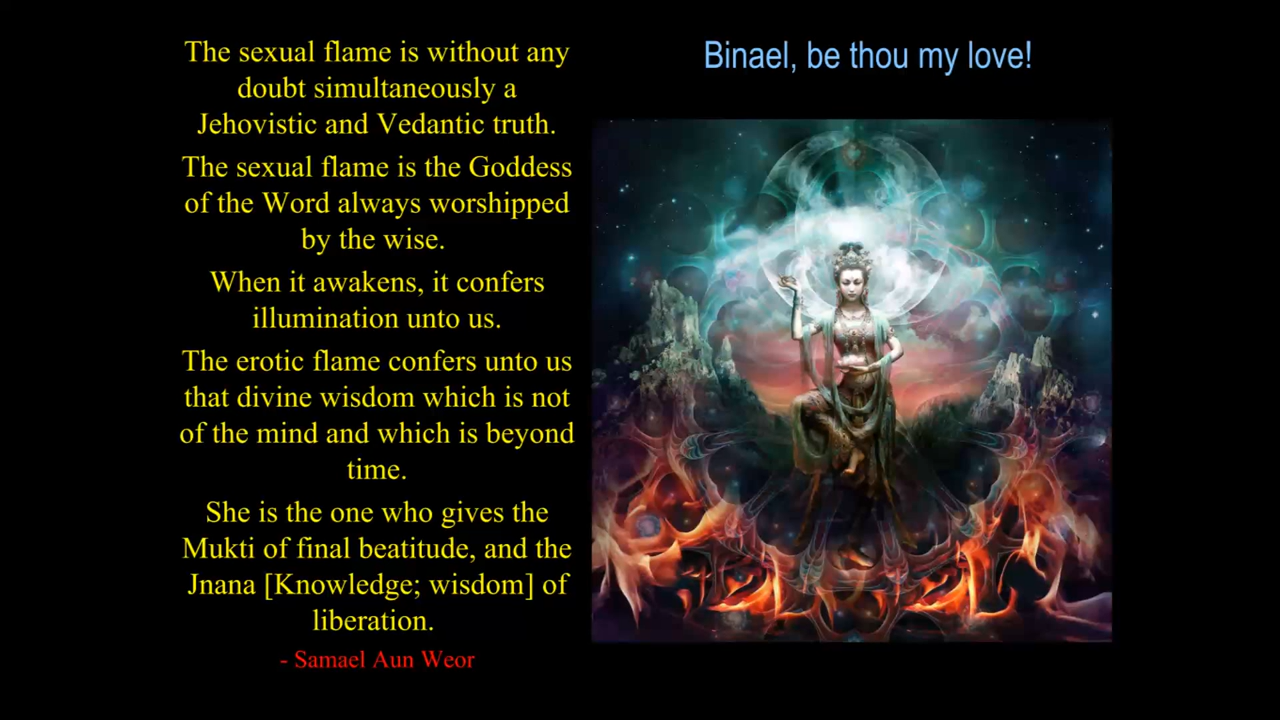 The sexual flame is without any
doubt simultaneously a
Jehovistic and Vedantic truth.
The sexual flame is the Goddess
of the Word always worshipped
by the wise.
When it awakens, it confers
illumination unto us.
The erotic flame confers unto us
that divine wisdom which is not
of the mind and which is beyond
time.
She is the one who gives the
Mukti of final beatitude, and the
Jnana [Knowledge; wisdom] of
liberation.
- Samael Aun Weor
Binael, be thou my love!